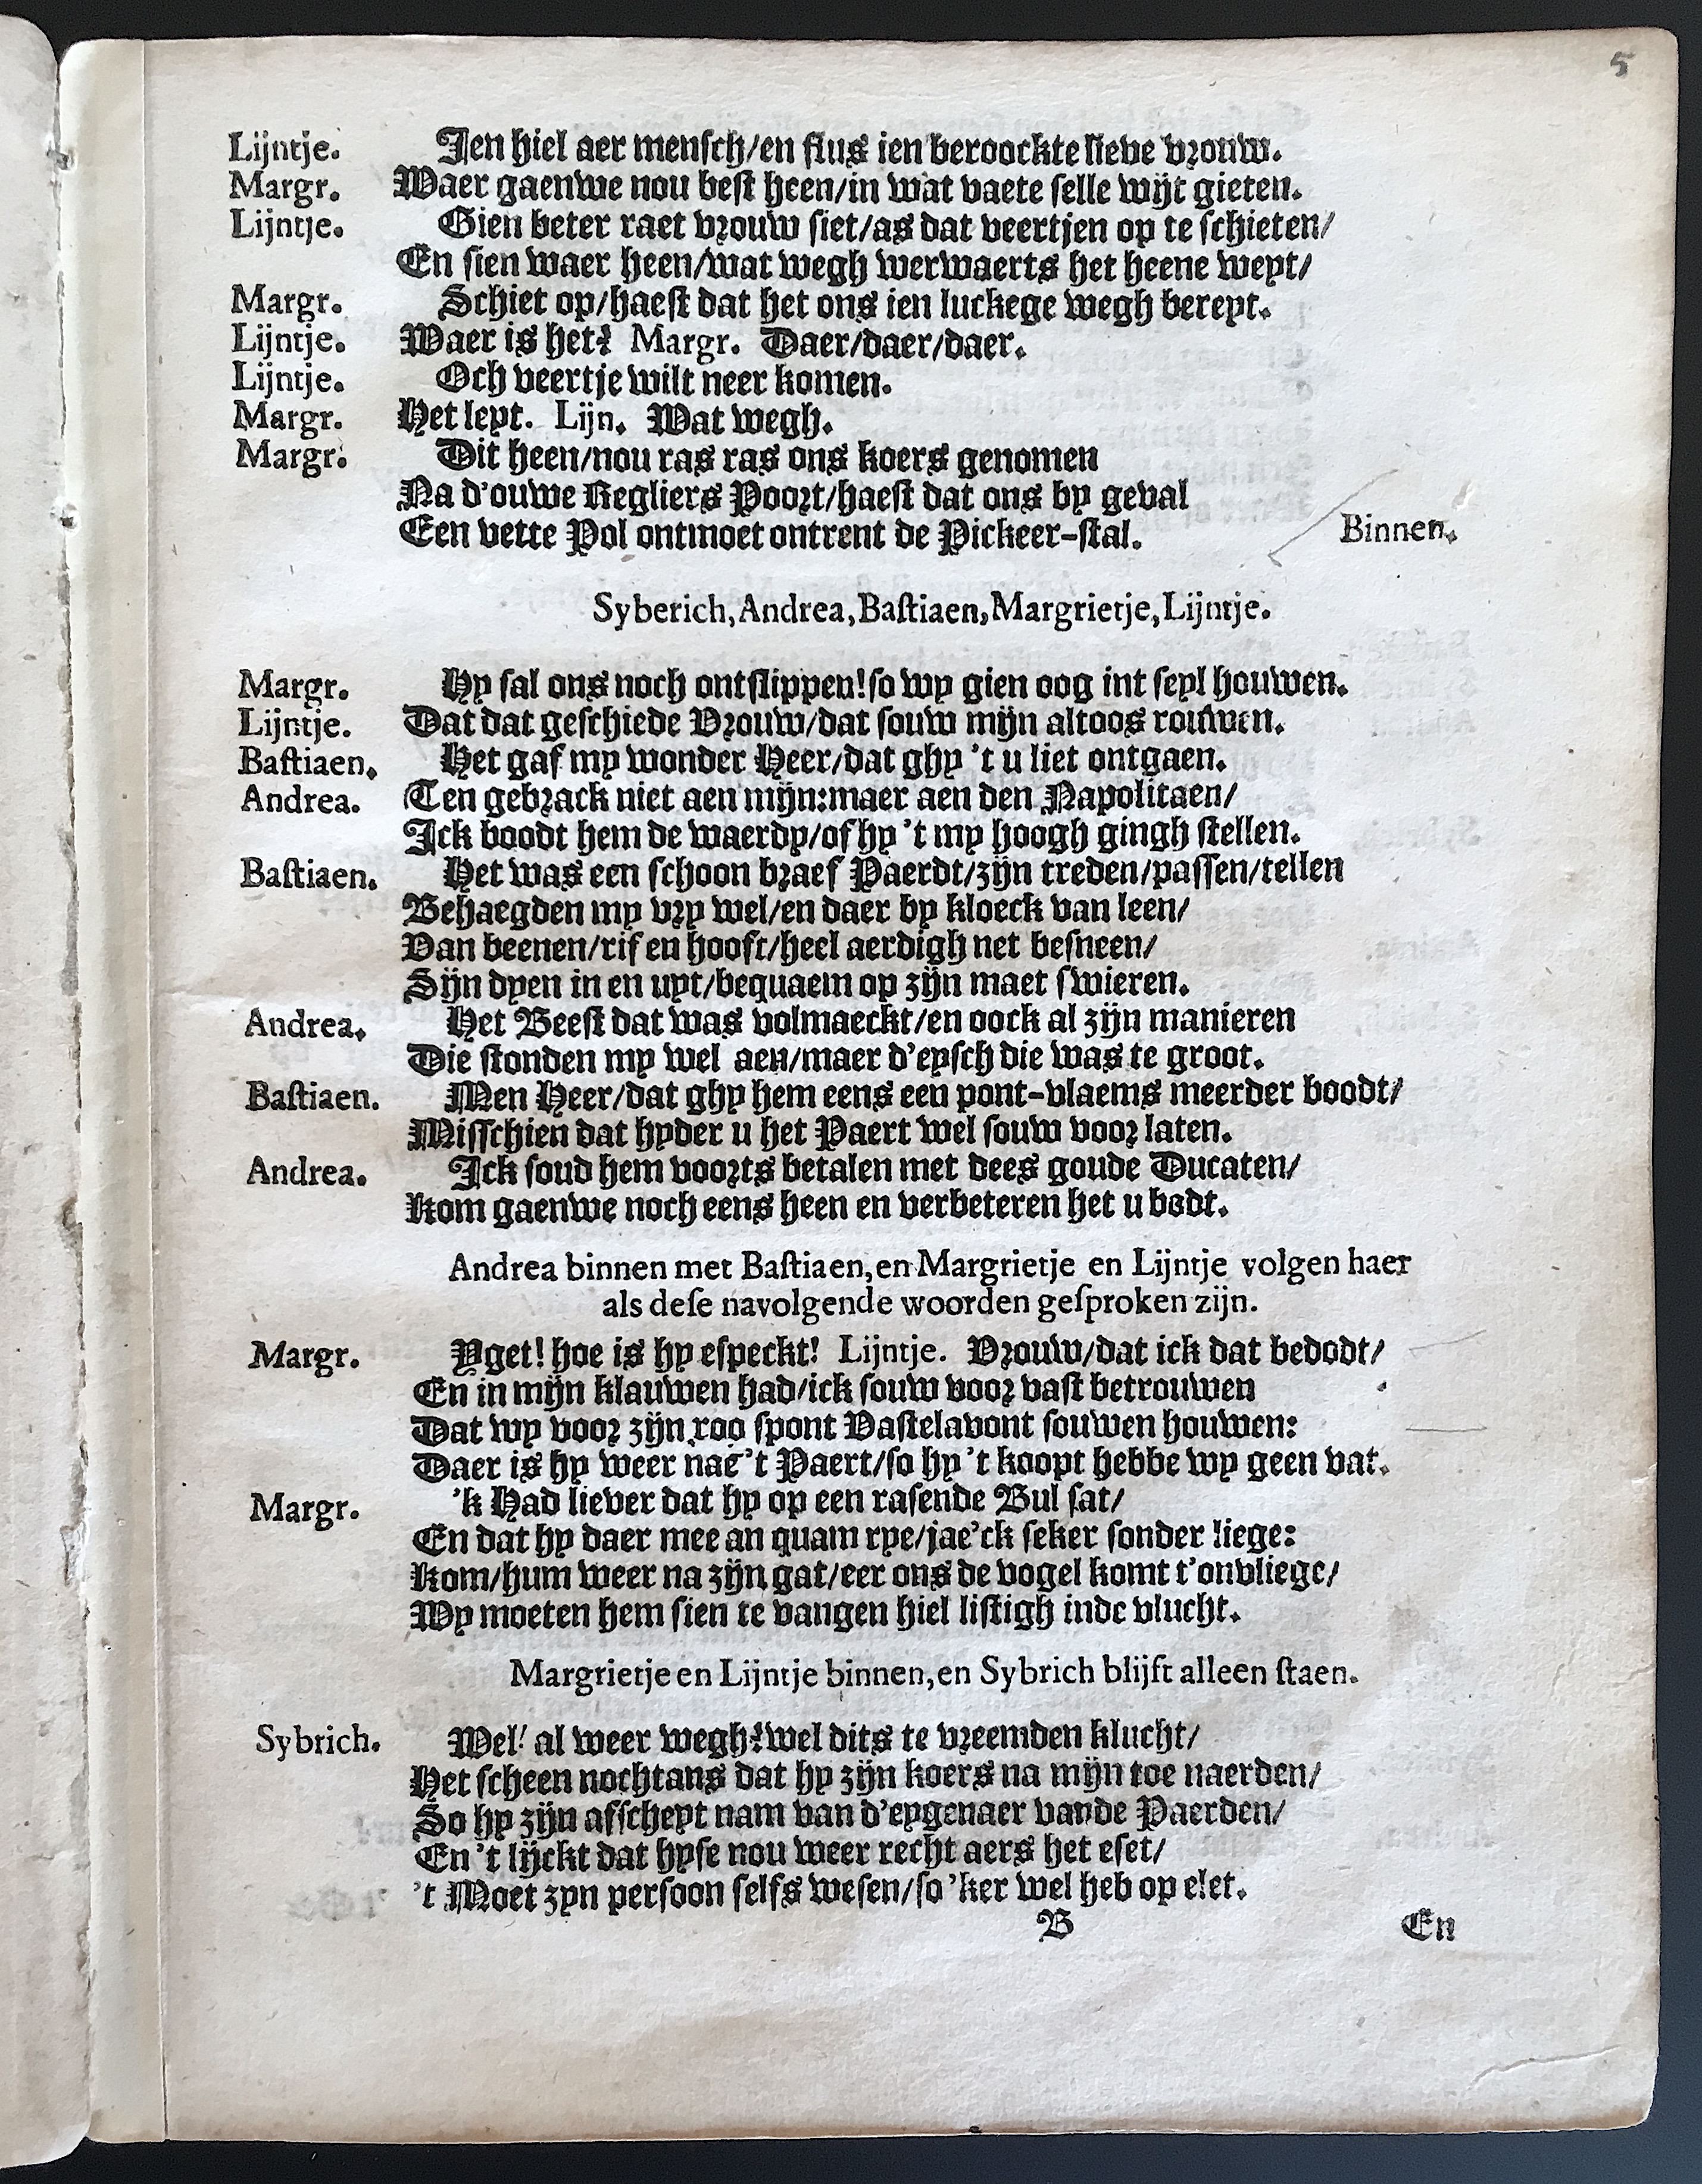 5
Lijntje. Jen hiel aer mensch/en flus ien beroockte lieve vrouw.
Margr. Waer gaenwe nou best heen/in wat vaete selle wijt gieten.
Lijntje. Gien beter raet vrouw siet/as dat veertjen op te schieten/
En sien waer heen/wat wegh werwaerts het heene weyt/
Margr. Schiet op/haest dat het ons ien luckege wegh bereyt.
Lijntje. Waer is het? Margr. Daer/daer/daer.
Lijntje. Och veertje wilt neer komen.
Margr. Het leyt. Lijn. Wat wegh.
Margr. Dit heen/nou ras ras ons koers genomen
Na d'ouwe Regliers Poort/haest dat ons by geval
Een vette Pol ontmoet ontrent de Pickeer-stal. Binnen.
Syberich, Andrea, Bastiaen, Margrietje, Lijntje.
Margr. Hy sal ons noch ontslippen! so wy gien oog int seyl houwen.
Lijntje. Dat dat geschiede Vrouw/dat souw mijn altoos rouwen.
Bastiaen. Het gaf my wonder Heer/dat ghy 't u liet ontgaen.
Andrea. Ten gebrack niet aen mijn: maer aen den Napolitaen/
Ick boodt hem de waerdy/of hy 't my hoogh gingh stellen.
Bastiaen. Het was een schoon braef Paerdt/zijn treden/passen/tellen
Behaegden my vry wel/en daer by kloeck van leen/
Van beenen/rif en hooft/heel aerdigh net besneen/
Sijn dyen in en uyt/bequaem op zijn maet swieren.
Andrea. Het Beest dat was volmaeckt/en oock al zijn manieren
Die stonden my wel aen/maer d'eysch die was te groot.
Bastiaen. Men Heer/dat ghy hem eens een pont-vlaems meerder boodt/
Misschien dat hyder u het Paert wel souw voor laten.
Andrea. Ick soud hem voorts betalen met dees goude Ducaten/
Kom gaenwe noch eens heen en verbeteren het u bodt.
Andrea binnen met Bastiaen, en Margrietje en Lijntje volgen haer
als dese navolgende woorden gesproken zijn.
Margr. Yget! hoe is hy especkt! Lijntje. Vrouw/dat ick dat bedodt/
En in mijn klauwen had/ick souw voor vast betrouwen
Dat wy voor zijn roo spont Vastelavont souwen houwen:
Daer is hy weer nae 't Paert/so hy 't koopt hebbe wy geen vat.
Margr. 'k Had liever dat hy op een rasende Bul sat/
En dat hy daer mee an quam rye/jae'ck seker sonder liege:
Kom/hum weer na zijn gat/eer ons de vogel komt t'onvliege/
Wy moeten hem sien te vangen hiel listigh inde vlucht.
Margrietje en Lijntje binnen, en Sybrich blijft alleen staen.
Sybrich. Wel! al weer wegh? wel dits te vreemden klucht/
Het scheen nochtans dat hy zijn koers na mijn toe naerden/
So hy zijn afscheyt nam van d'eygenaer vande Paerden/
En 't lijckt dat hyse nou weer recht aers het eset/
't Moet zyn persoon selfs wesen/so 'ker wel heb op elet.
B En